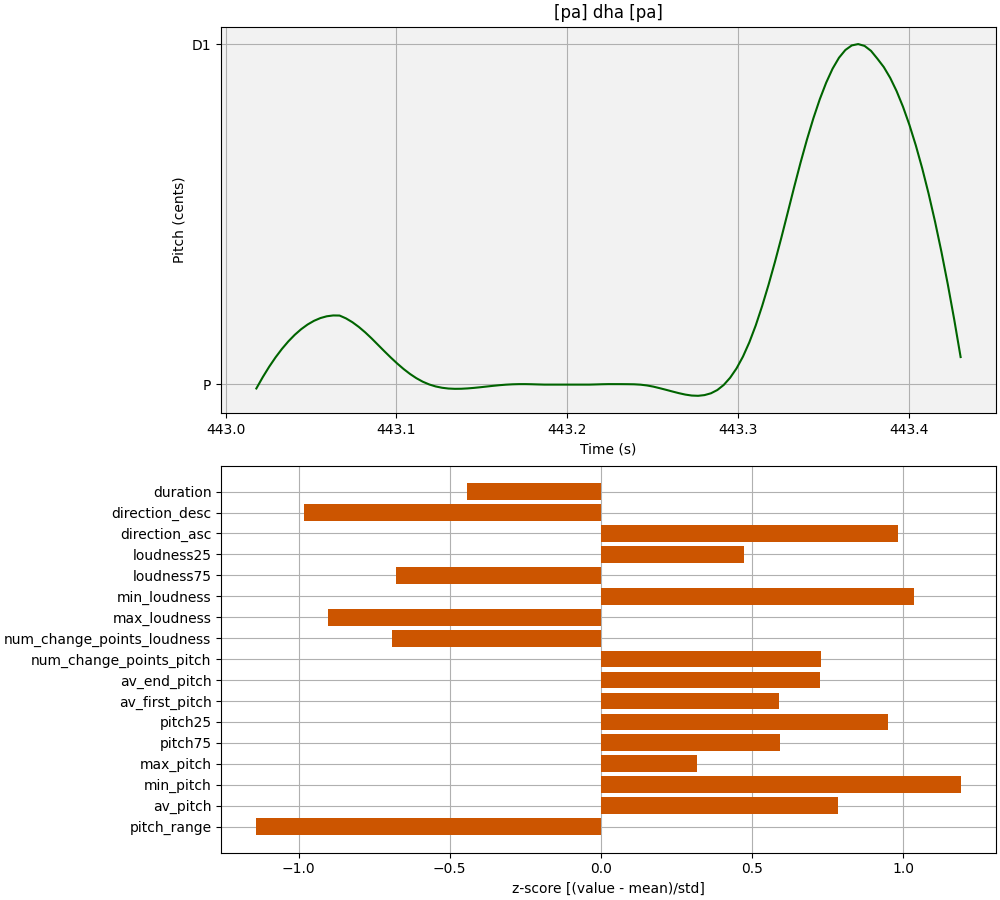 [pa] dha [pa]
D1
P
Pitch (cents)
443.0 443.1 443.2 443.3 443.4
Time (s)
duration
direction_desc
direction_asc
loudness25
loudness75
min_loudness
max_loudness
num_change_points_loudness
num_change_points_pitch
av_end_pitch
av_first_pitch
pitch25
pitch75
max_pitch
min_pitch
av_pitch
pitch_range
−1.0 −0.5 0.0 0.5 1.0
z-score [(value - mean)/std]